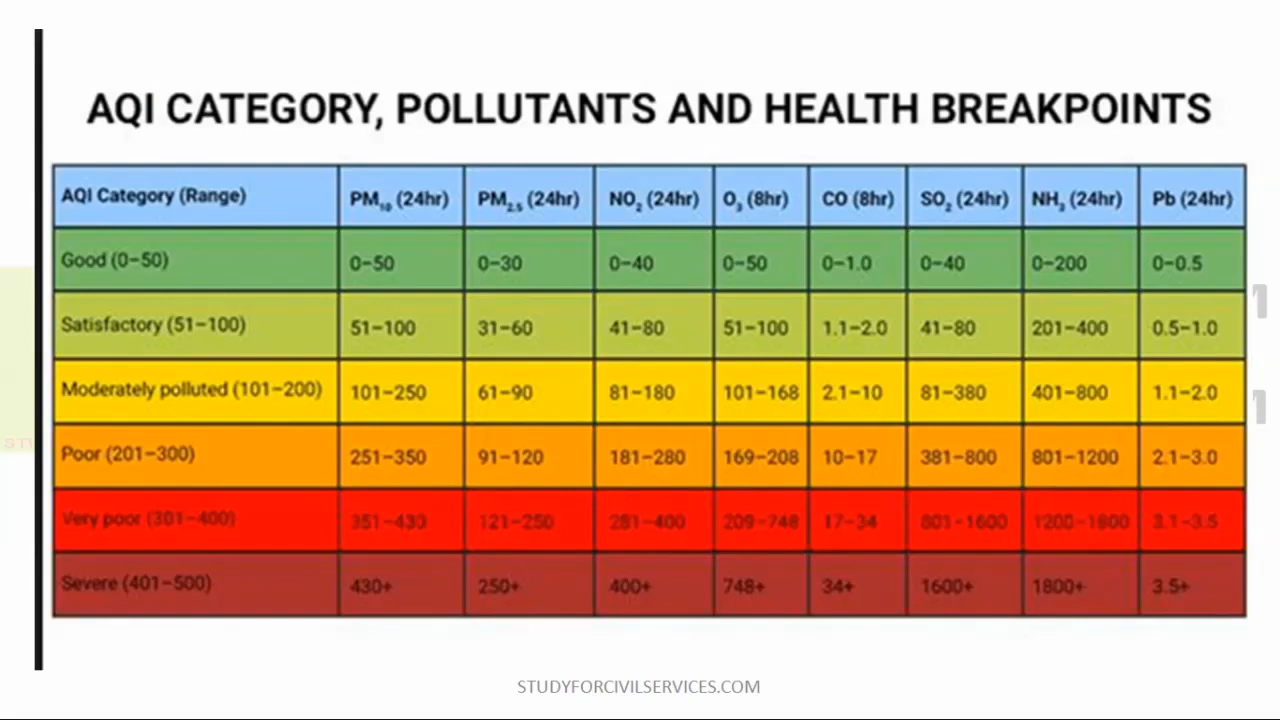 AQI CATEGORY, POLLUTANTS AND HEALTH BREAKPOINTS
AQI Category (Range) PM10 (24hr) PM2.5 (24hr) NO2 (24hr) O3 (8hr) CO (8hr) SO2 (24hr) NH3 (24hr) Pb (24hr)
Good (0–50) 0–50 0–30 0–40 0–50 0–1.0 0–40 0–200 0–0.5
Satisfactory (51–100) 51–100 31–60 41–80 51–100 1.1–2.0 41–80 201–400 0.5–1.0
Moderately polluted (101–200) 101–250 61–90 81–180 101–168 2.1–10 81–380 401–800 1.1–2.0
Poor (201–300) 251–350 91–120 181–280 169–208 10–17 381–800 801–1200 2.1–3.0
Very poor (301–400) 351–430 121–250 281–400 209–748 17–34 801–1600 1200–1800 3.1–3.5
Severe (401–500) 430+ 250+ 400+ 748+ 34+ 1600+ 1800+ 3.5+
STUDYFORCIVILSERVICES.COM